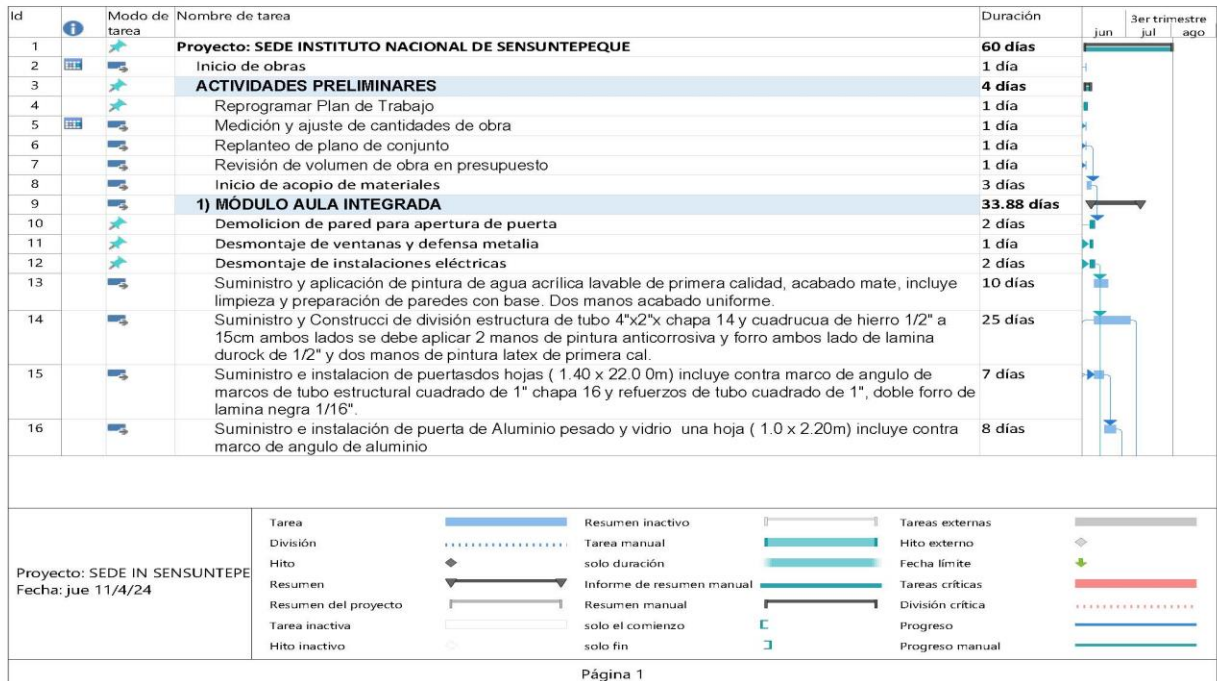 Id Modo de tarea Nombre de tarea Duración 3er trimestre
jun jul ago
1 Proyecto: SEDE INSTITUTO NACIONAL DE SENSUNTEPEQUE 60 días
2 Inicio de obras 1 día
3 ACTIVIDADES PRELIMINARES 4 días
4 Reprogramar Plan de Trabajo 1 día
5 Medición y ajuste de cantidades de obra 1 día
6 Replanteo de plano de conjunto 1 día
7 Revisión de volumen de obra en presupuesto 1 día
8 Inicio de acopio de materiales 3 días
9 1) MÓDULO AULA INTEGRADA 33.88 días
10 Demolicion de pared para apertura de puerta 2 días
11 Desmontaje de ventanas y defensa metalia 1 día
12 Desmontaje de instalaciones eléctricas 2 días
13 Suministro y aplicación de pintura de agua acrílica lavable de primera calidad, acabado mate, incluye 10 días
limpieza y preparación de paredes con base. Dos manos acabado uniforme.
14 Suministro y Construcci de división estructura de tubo 4"x2"x chapa 14 y cuadrucua de hierro 1/2" a 25 días
15cm ambos lados se debe aplicar 2 manos de pintura anticorrosiva y forro ambos lado de lamina
durock de 1/2" y dos manos de pintura latex de primera cal.
15 Suministro e instalacion de puertasdos hojas ( 1.40 x 22.0 0m) incluye contra marco de angulo de 7 días
marcos de tubo estructural cuadrado de 1" chapa 16 y refuerzos de tubo cuadrado de 1", doble forro de
lamina negra 1/16".
16 Suministro e instalación de puerta de Aluminio pesado y vidrio una hoja ( 1.0 x 2.20m) incluye contra 8 días
marco de angulo de aluminio
Proyecto: SEDE IN SENSUNTEPE
Fecha: jue 11/4/24
Tarea Resumen inactivo Tareas externas
División Tarea manual Hito externo
Hito solo duración Fecha límite
Resumen Informe de resumen manual Tareas críticas
Resumen del proyecto Resumen manual División crítica
Tarea inactiva solo el comienzo Progreso
Hito inactivo solo fin Progreso manual
Página 1